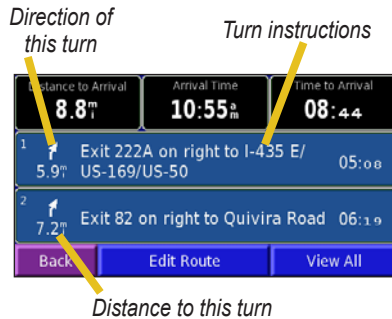 Direction of
this turn
Turn instructions
Distance to Arrival
Arrival Time
Time to Arrival
8.8mi
10:55am
08:44
1
Exit 222A on right to I-435 E/
US-169/US-50
5.9mi
05:08
2
Exit 82 on right to Quivira Road
7.2mi
06:19
Back
Edit Route
View All
Distance to this turn